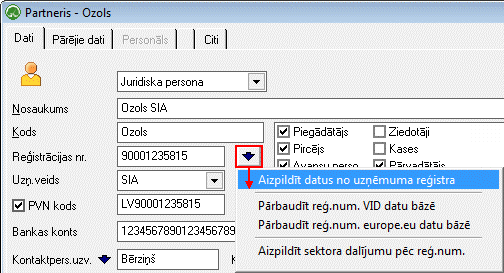 Partneris - Ozols
Dati Pārējie dati Personāls Citi
Juridiska persona
Nosaukums Ozols SIA
Kods Ozols
Piegādātājs Ziedotāji
Reģistrācijas nr. 90001235815
Pircējs Kases
Avansu perso Pārvadātājs
Uzņ.veids SIA
Aizpildīt datus no uzņēmuma reģistra
PVN kods LV90001235815
Pārbaudīt reģ.num. VID datu bāzē
Pārbaudīt reģ.num. europe.eu datu bāzē
Bankas konts
Kontaktpers.uzv. Bērziņš
Aizpildīt sektora dalījumu pēc reģ.num.